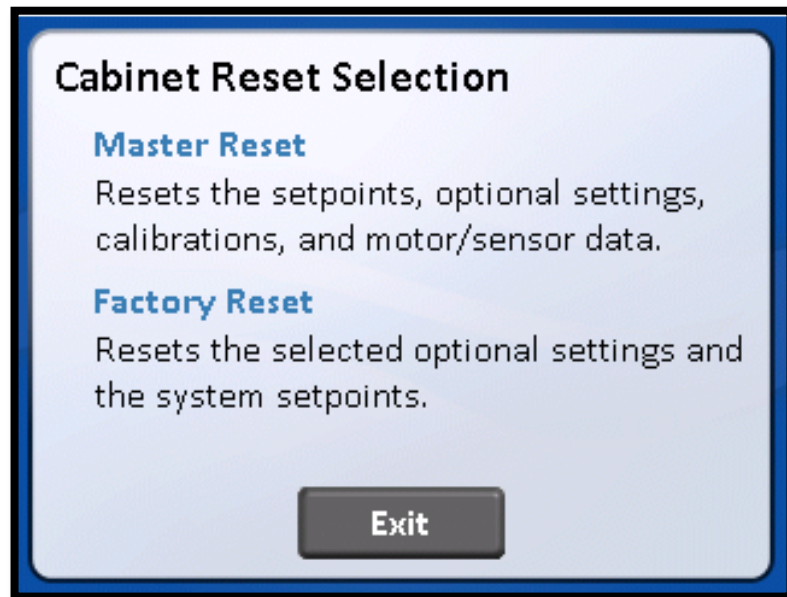 Cabinet Reset Selection
Master Reset
Resets the setpoints, optional settings,
calibrations, and motor/sensor data.
Factory Reset
Resets the selected optional settings and
the system setpoints.
Exit